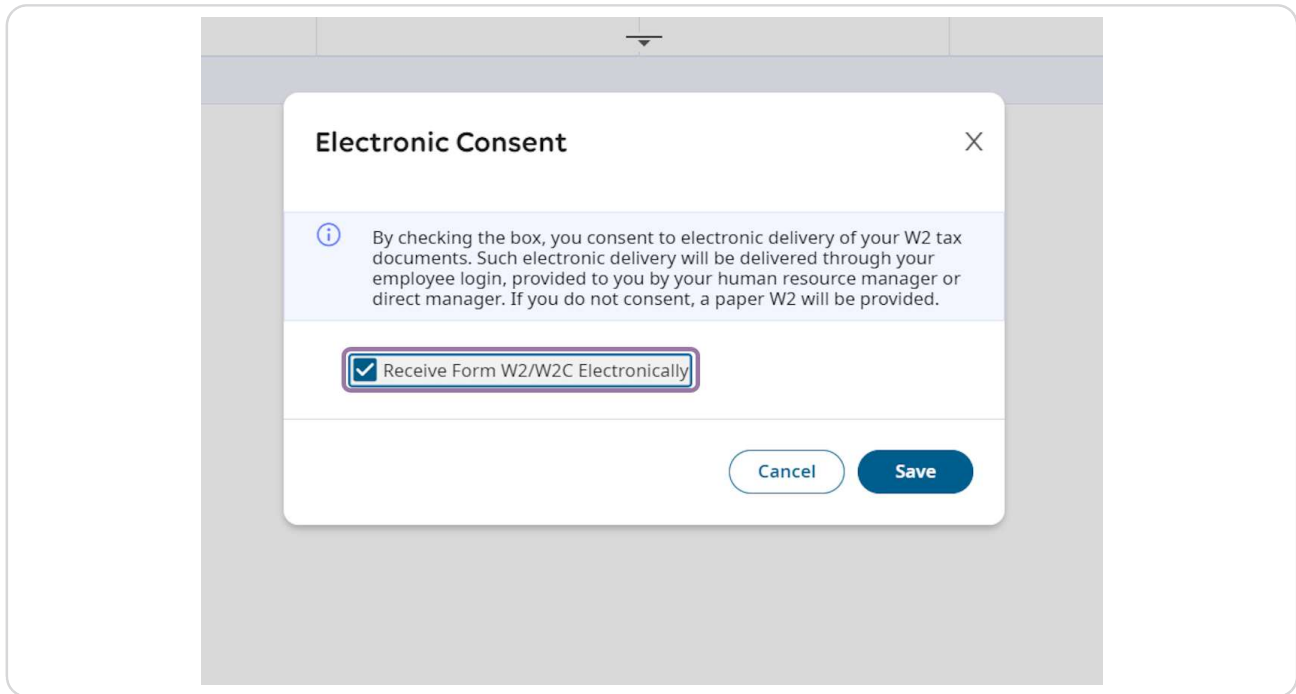 Electronic Consent
By checking the box, you consent to electronic delivery of your W2 tax
documents. Such electronic delivery will be delivered through your
employee login, provided to you by your human resource manager or
direct manager. If you do not consent, a paper W2 will be provided.
Receive Form W2/W2C Electronically
Cancel Save